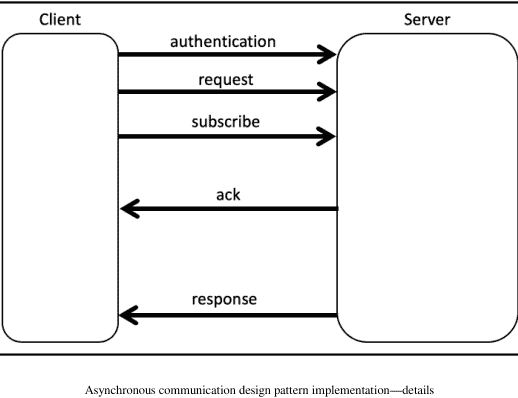 Client
Server
authentication
request
subscribe
ack
response
Asynchronous communication design pattern implementation—details